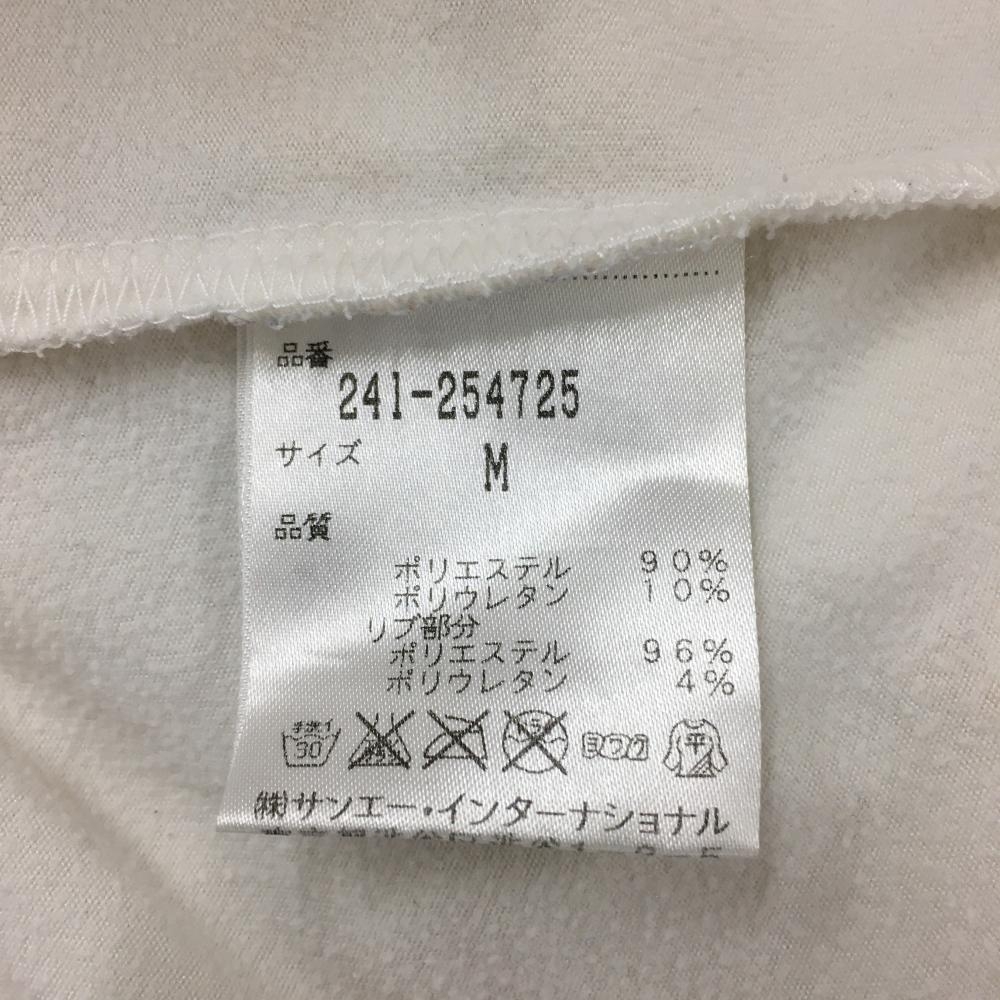 品番
241-254725
サイズ M
品質
ポリエステル 90%
ポリウレタン 10%
リブ部分
ポリエステル 96%
ポリウレタン 4%
手洗イ 30 平
㈱サンエー・インターナショナル